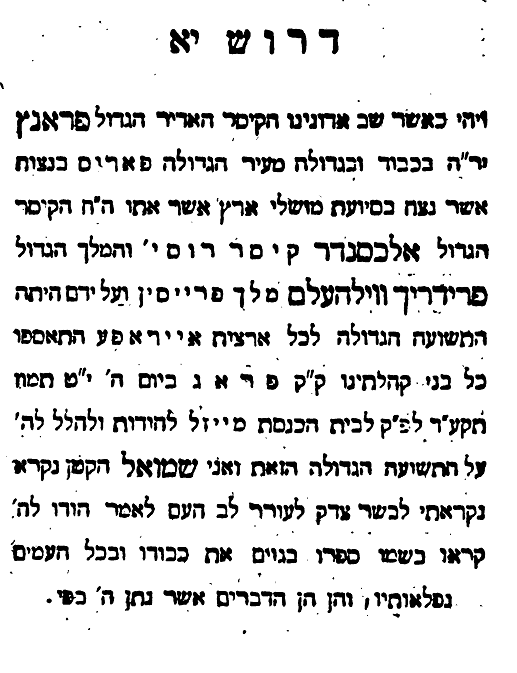 דרוש יא
ויהי כאשר שב אדונינו הקיסר האדיר הגדול פראנץ
יר"ה בכבוד ובגדולה מעיר הגדולה פארים בנצות
אשר נצח בסיועת מושלי ארץ אשר אתו ה"ח הקיסר
הגדול אלכסנדר קיסר רוסי' והמלך הגדול
פרידריך ווילהעלם מלך פרייסין ועל ידם היתה
התשועה הגדולה לכל ארצית אייראפע התאספו
כל בני קהלתינו ק"ק פראג ביום ה' י"ט תמוז
תקע"ד לפ"ק לבית הכנסת מייזל להודות ולהלל לה'
על התשועה הגדולה הזאת ואני שמואל הקטן נקרא
נקראתי לבשר צדק לעורר לב העם לאמר הודו לה'
קראו בשמו ספרו בגוים את כבודו ובכל העמים
נפלאותיו, והן הן הדברים אשר נתן ה' בפי.